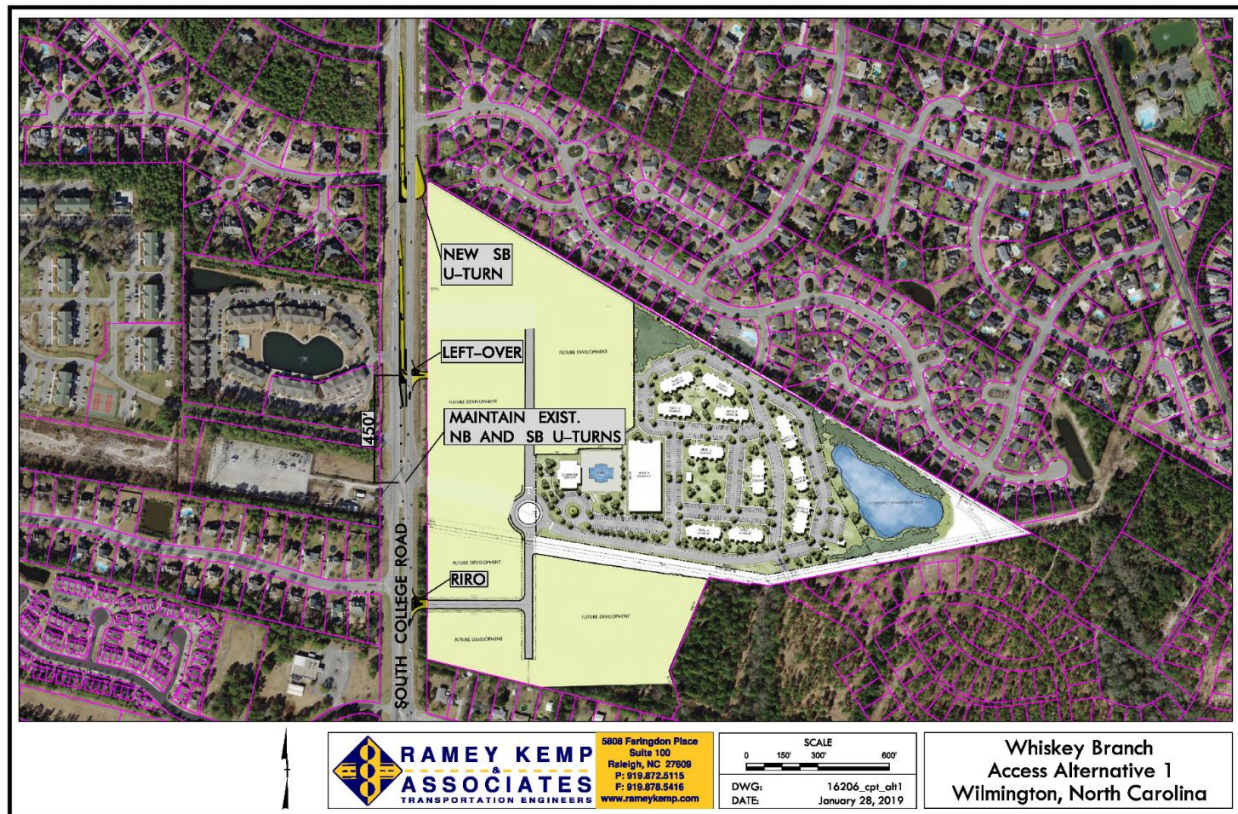 NEW SB
U-TURN
FUTURE DEVELOPMENT
LEFT-OVER
FUTURE DEVELOPMENT
MAINTAIN EXIST.
NB AND SB U-TURNS
450'
SOUTH COLLEGE ROAD
FUTURE DEVELOPMENT
RIRO
FUTURE DEVELOPMENT
FUTURE DEVELOPMENT
RAMEY KEMP
&
ASSOCIATES
TRANSPORTATION ENGINEERS
5808 Faringdon Place
Suite 100
Raleigh, NC 27609
P: 919.872.5115
F: 919.878.5416
www.rameykemp.com
SCALE
0 150' 300' 600'
DWG: 16206_cpt_alt1
DATE: January 28, 2019
Whiskey Branch
Access Alternative 1
Wilmington, North Carolina